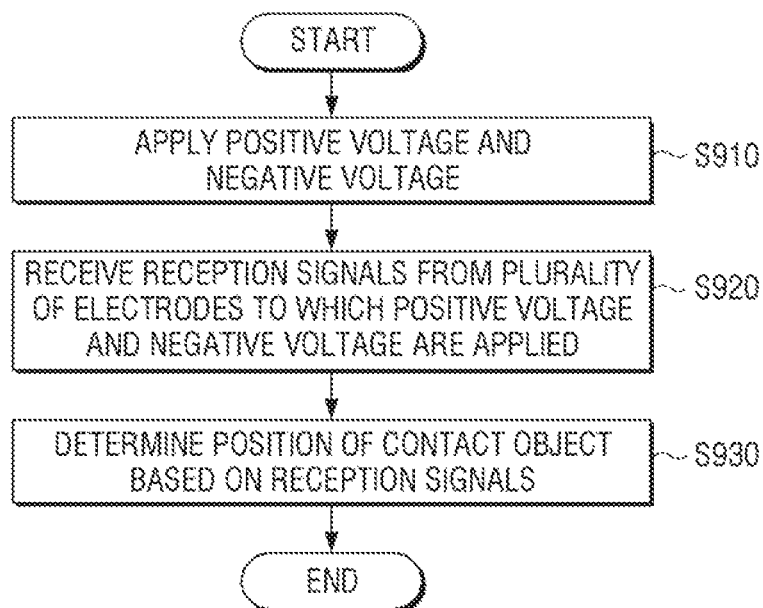 START
APPLY POSITIVE VOLTAGE AND
NEGATIVE VOLTAGE
S910
RECEIVE RECEPTION SIGNALS FROM PLURALITY
OF ELECTRODES TO WHICH POSITIVE VOLTAGE
AND NEGATIVE VOLTAGE ARE APPLIED
S920
DETERMINE POSITION OF CONTACT OBJECT
BASED ON RECEPTION SIGNALS
S930
END